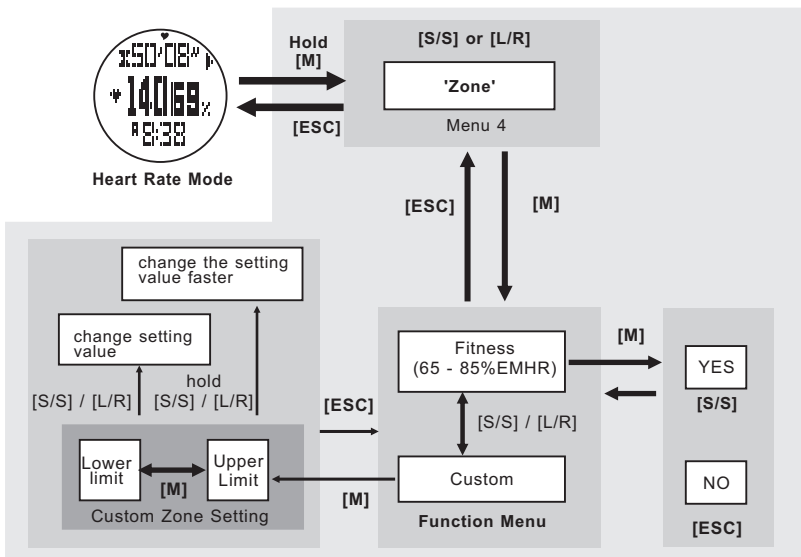 Hold
[M]
[S/S] or [L/R]
'Zone'
Menu 4
[ESC]
Heart Rate Mode
[ESC]
[M]
change the setting
value faster
change setting
value
hold
[S/S] / [L/R]
[S/S] / [L/R]
[ESC]
Lower
limit
[M]
Upper
Limit
Custom Zone Setting
[M]
Fitness
(65 - 85%EMHR)
[S/S] / [L/R]
Custom
Function Menu
[M]
YES
[S/S]
NO
[ESC]